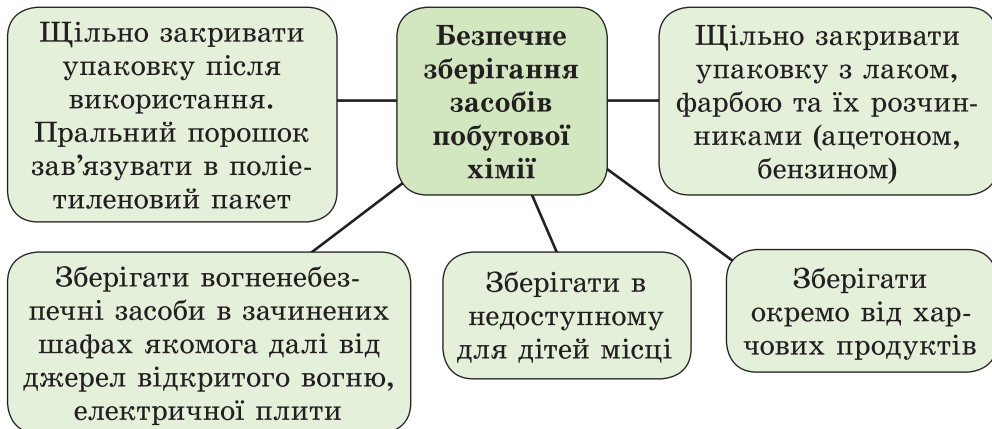 Щільно закривати
упаковку після
використання.
Пральний порошок
зав’язувати в поліе-
тиленовий пакет
Безпечне
зберігання
засобів
побутової
хімії
Щільно закривати
упаковку з лаком,
фарбою та їх розчин-
никами (ацетоном,
бензином)
Зберігати вогненебез-
печні засоби в зачинених
шафах якомога далі від
джерел відкритого вогню,
електричної плити
Зберігати в
недоступному
для дітей місці
Зберігати
окремо від хар-
чових продуктів